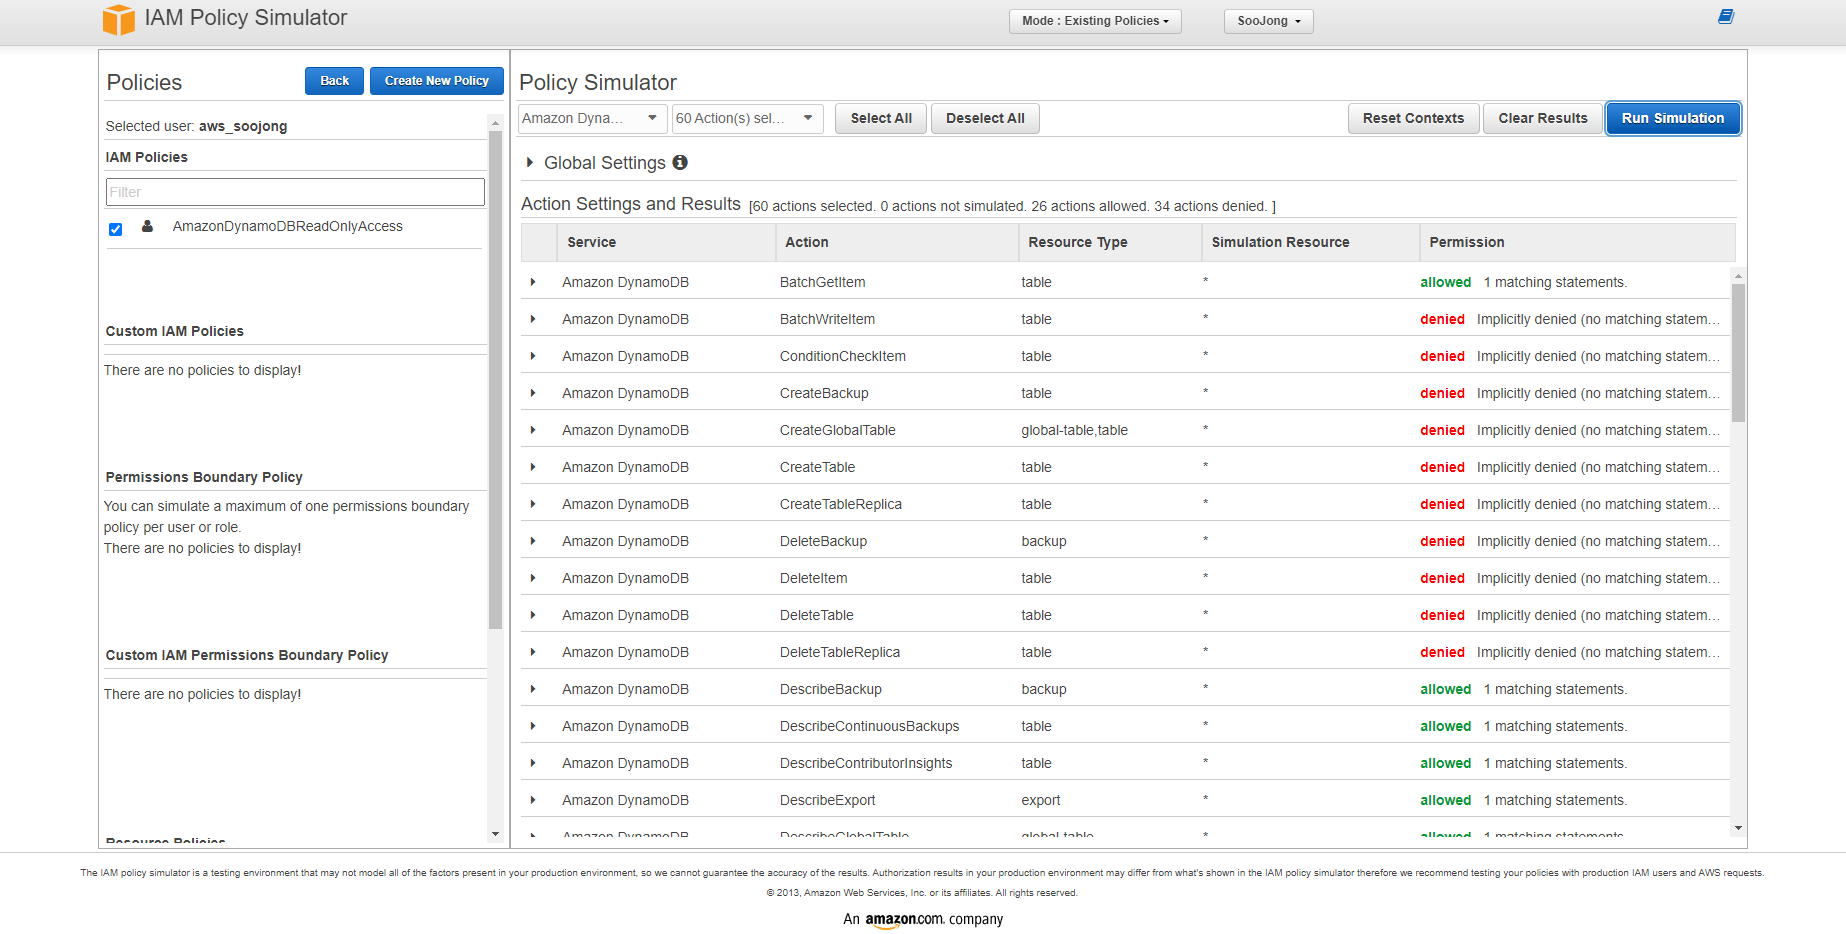 IAM Policy Simulator
Mode : Existing Policies
SooJong
Policies
Back
Create New Policy
Selected user: aws_soojong
IAM Policies
Filter
AmazonDynamoDBReadOnlyAccess
Custom IAM Policies
There are no policies to display!
Permissions Boundary Policy
You can simulate a maximum of one permissions boundary
policy per user or role.
There are no policies to display!
Custom IAM Permissions Boundary Policy
There are no policies to display!
Resource Policies
Policy Simulator
Amazon Dyna...
60 Action(s) sel...
Select All
Deselect All
Reset Contexts
Clear Results
Run Simulation
Global Settings
Action Settings and Results [60 actions selected. 0 actions not simulated. 26 actions allowed. 34 actions denied. ]
Service Action Resource Type Simulation Resource Permission
Amazon DynamoDB BatchGetItem table * allowed 1 matching statements.
Amazon DynamoDB BatchWriteItem table * denied Implicitly denied (no matching statem...
Amazon DynamoDB ConditionCheckItem table * denied Implicitly denied (no matching statem...
Amazon DynamoDB CreateBackup table * denied Implicitly denied (no matching statem...
Amazon DynamoDB CreateGlobalTable global-table,table * denied Implicitly denied (no matching statem...
Amazon DynamoDB CreateTable table * denied Implicitly denied (no matching statem...
Amazon DynamoDB CreateTableReplica table * denied Implicitly denied (no matching statem...
Amazon DynamoDB DeleteBackup backup * denied Implicitly denied (no matching statem...
Amazon DynamoDB DeleteItem table * denied Implicitly denied (no matching statem...
Amazon DynamoDB DeleteTable table * denied Implicitly denied (no matching statem...
Amazon DynamoDB DeleteTableReplica table * denied Implicitly denied (no matching statem...
Amazon DynamoDB DescribeBackup backup * allowed 1 matching statements.
Amazon DynamoDB DescribeContinuousBackups table * allowed 1 matching statements.
Amazon DynamoDB DescribeContributorInsights table * allowed 1 matching statements.
Amazon DynamoDB DescribeExport export * allowed 1 matching statements.
Amazon DynamoDB DescribeGlobalTable global-table * allowed 1 matching statements.
The IAM policy simulator is a testing environment that may not model all of the factors present in your production environment, so we cannot guarantee the accuracy of the results. Authorization results in your production environment may differ from what's shown in the IAM policy simulator therefore we recommend testing your policies with production IAM users and AWS requests.
© 2013, Amazon Web Services, Inc. or its affiliates. All rights reserved.
An amazon.com. company